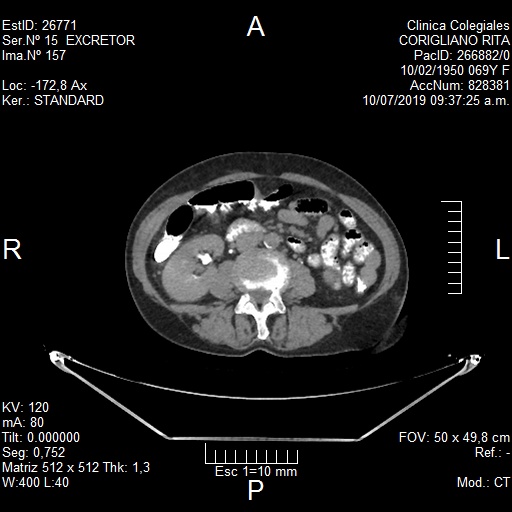 EstID: 26771
Ser.Nº 15 EXCRETOR
Ima.Nº 157
Loc: -172,8 Ax
Ker.: STANDARD
A
Clinica Colegiales
CORIGLIANO RITA
PacID: 266882/0
10/02/1950 069Y F
AccNum: 828381
10/07/2019 09:37:25 a.m.
R
L
KV: 120
mA: 80
Tilt: 0.000000
Seg: 0,752
Matriz 512 x 512 Thk: 1,3
W:400 L:40
Esc 1=10 mm
P
FOV: 50 x 49,8 cm
Ref.: -
Mod.: CT